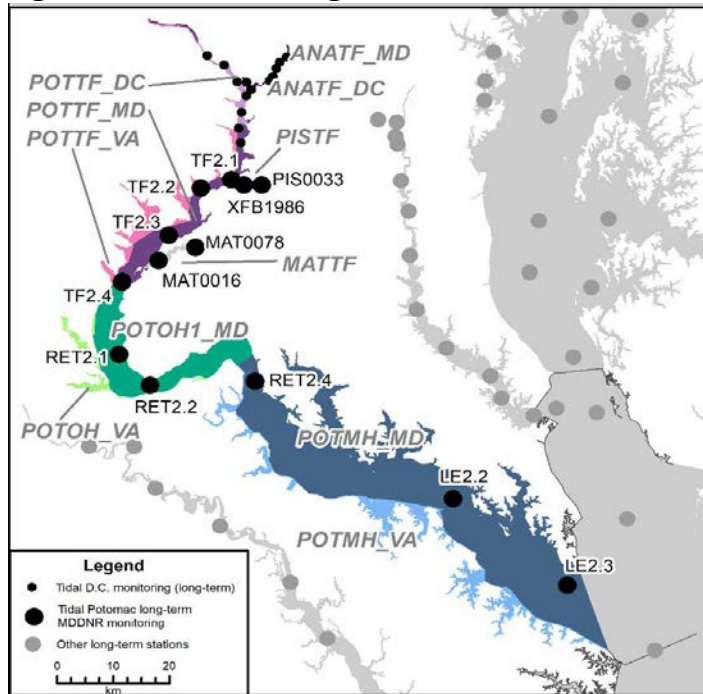 ANATF_MD
POTTF_DC
ANATF_DC
POTTF_MD
PISTF
POTTF_VA
TF2.1
TF2.2
PIS0033
XFB1986
TF2.3
MAT0078
MATTF
MAT0016
TF2.4
POTOH1_MD
RET2.1
RET2.4
RET2.2
POTOH_VA
POTMH_MD
LE2.2
POTMH_VA
LE2.3
Legend
Tidal D.C. monitoring (long-term)
Tidal Potomac long-term
MDDNR monitoring
Other long-term stations
0 10 20
km